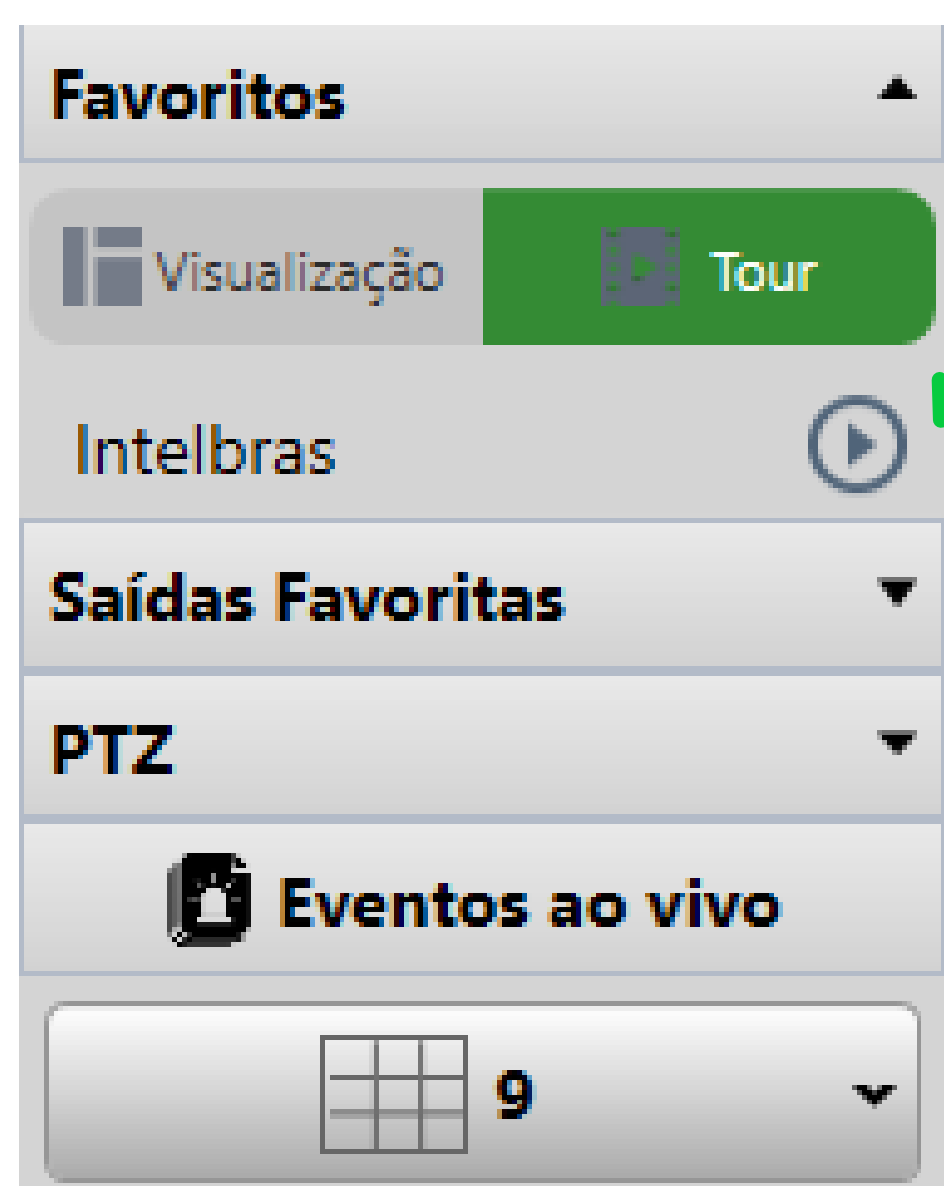 Favoritos
Visualização Tour
Intelbras
Saídas Favoritas
PTZ
Eventos ao vivo
9